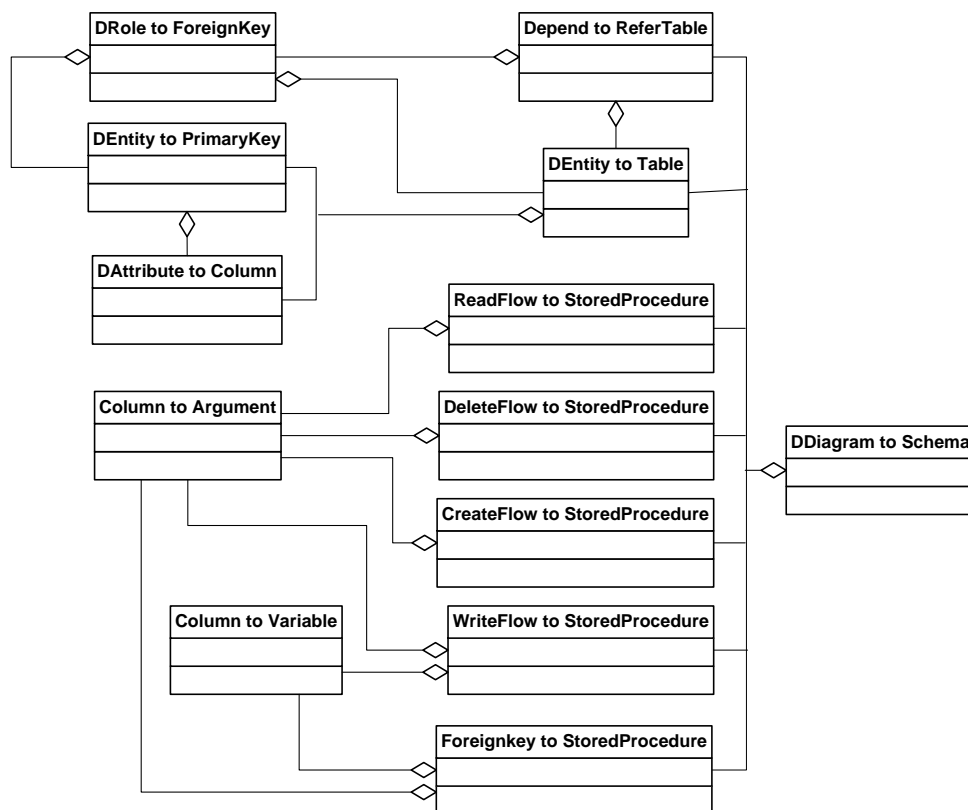 DRole to ForeignKey
Depend to ReferTable
DEntity to PrimaryKey
DEntity to Table
DAttribute to Column
ReadFlow to StoredProcedure
Column to Argument
DeleteFlow to StoredProcedure
DDiagram to Schema
CreateFlow to StoredProcedure
Column to Variable
WriteFlow to StoredProcedure
Foreignkey to StoredProcedure